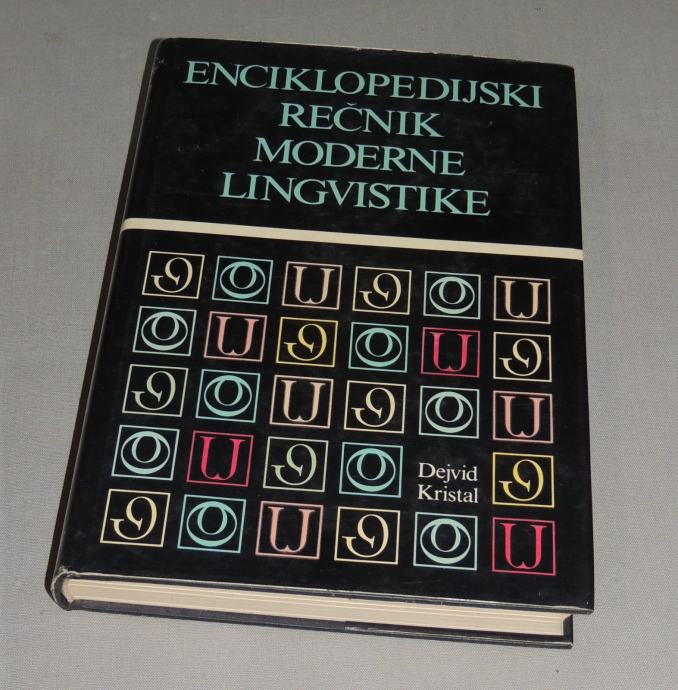 ENCIKLOPEDIJSKI
REČNIK
MODERNE
LINGVISTIKE
Dejvid
Kristal